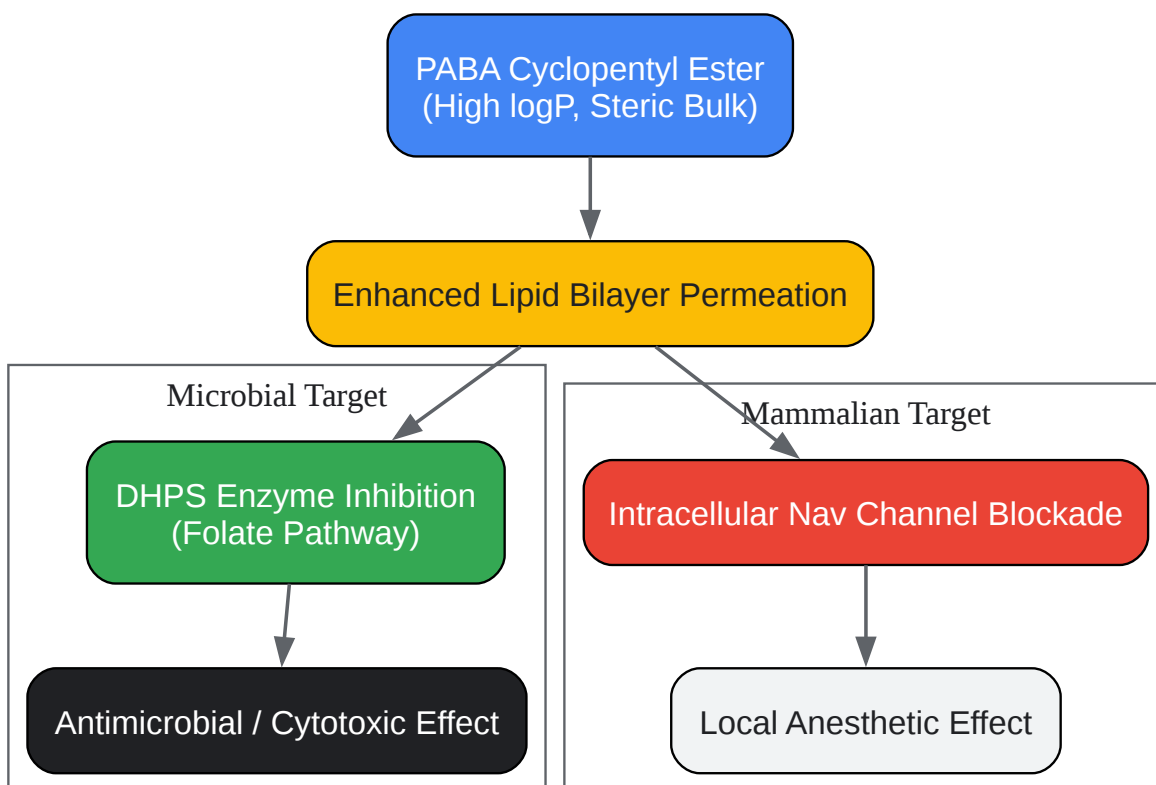 PABA Cyclopentyl Ester
(High logP, Steric Bulk)
Enhanced Lipid Bilayer Permeation
Microbial Target
DHPS Enzyme Inhibition
(Folate Pathway)
Antimicrobial / Cytotoxic Effect
Mammalian Target
Intracellular Nav Channel Blockade
Local Anesthetic Effect